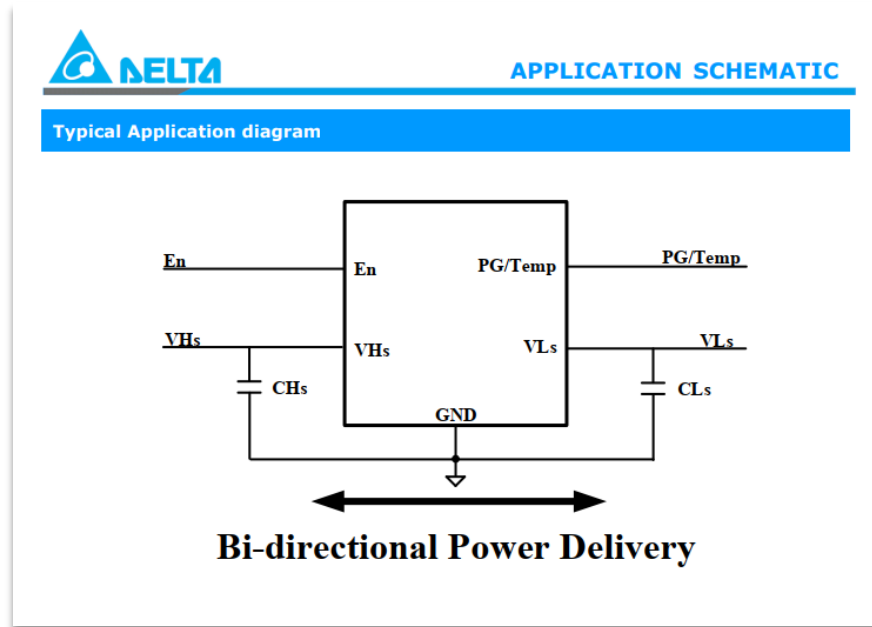 DELTA
APPLICATION SCHEMATIC
Typical Application diagram
En
En
PG/Temp
PG/Temp
VHs
VHs
VLs
VLs
CHs
CLs
GND
Bi-directional Power Delivery